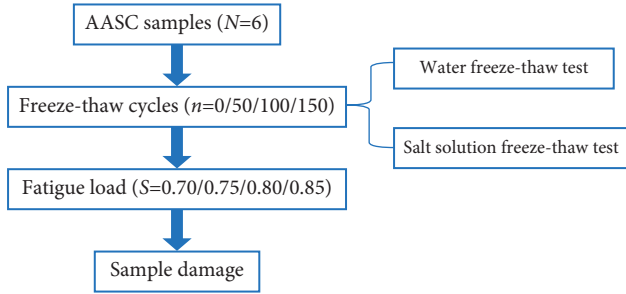 AASC samples (N=6)
Freeze-thaw cycles (n=0/50/100/150)
Water freeze-thaw test
Salt solution freeze-thaw test
Fatigue load (S=0.70/0.75/0.80/0.85)
Sample damage